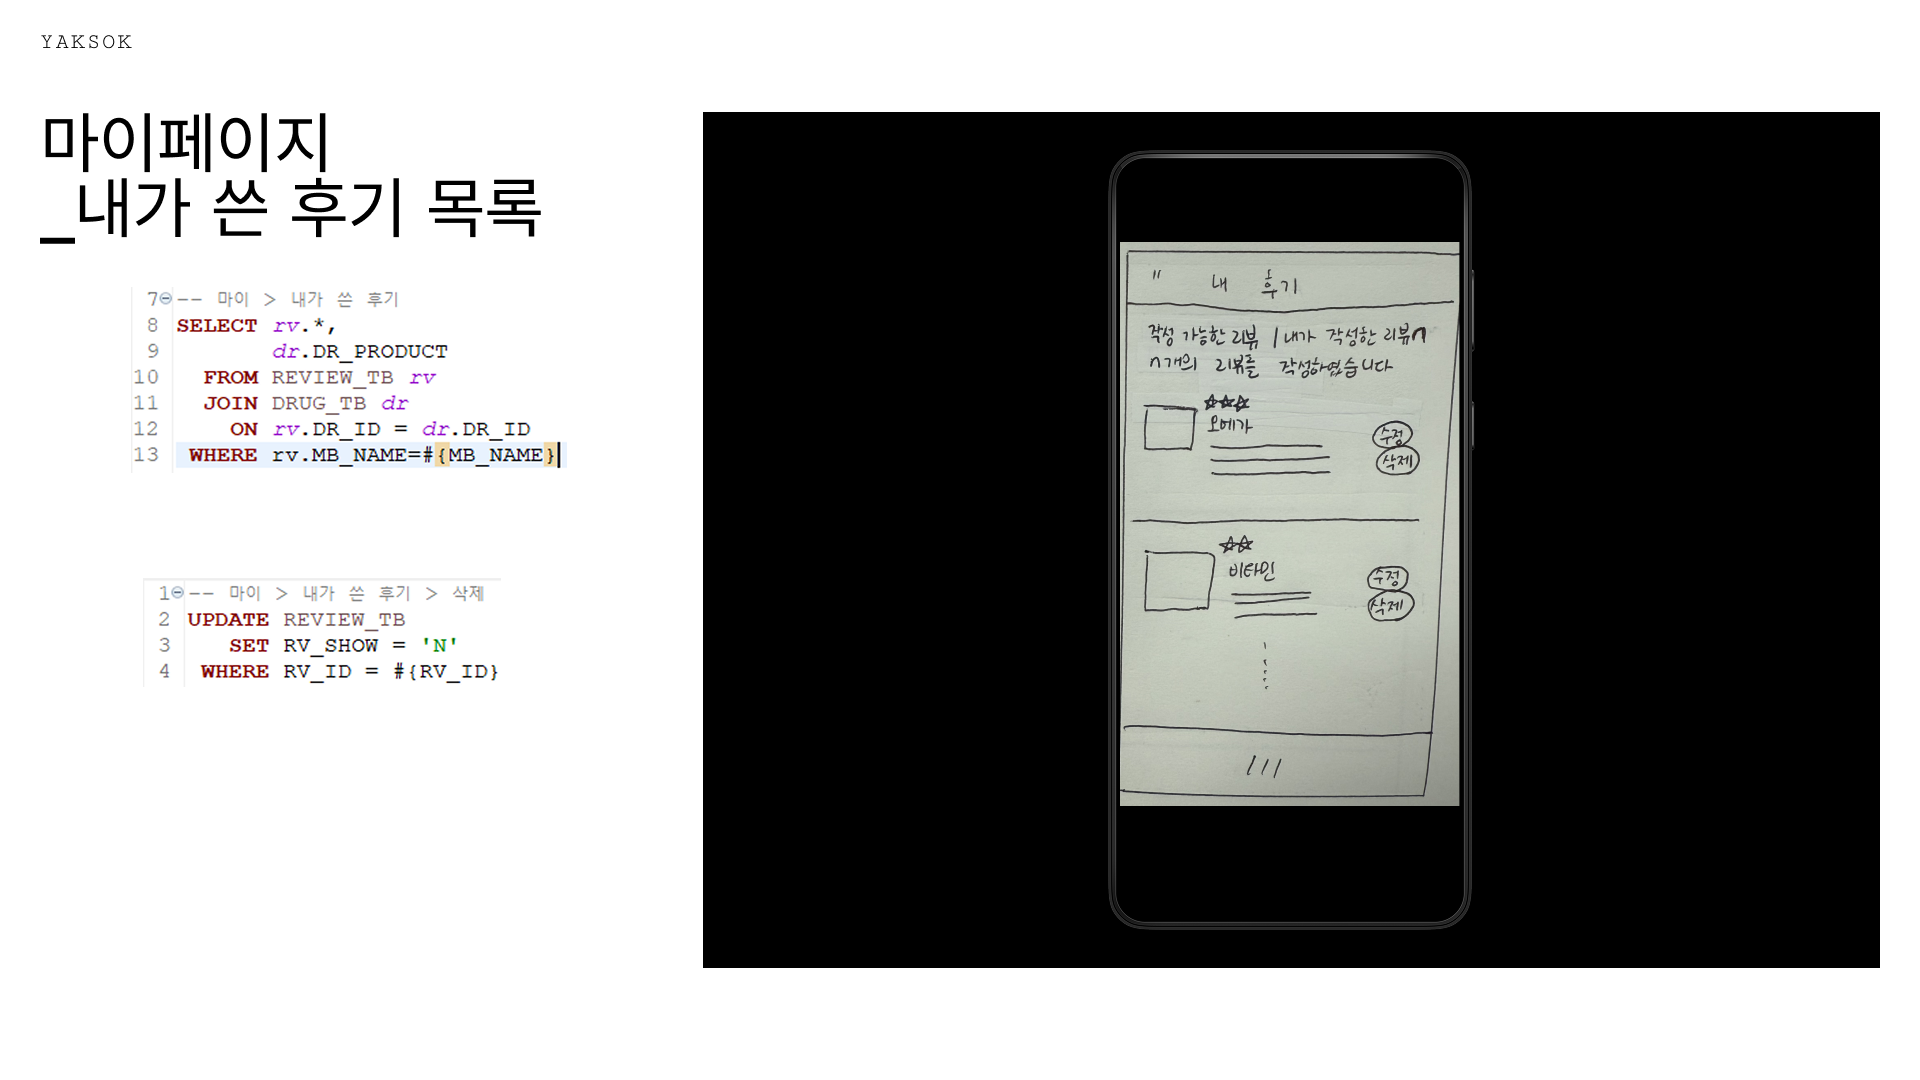 YAKSOK
마이페이지
_내가 쓴 후기 목록
7 -- 마이 > 내가 쓴 후기
8 SELECT rv.*,
9 dr.DR_PRODUCT
10 FROM REVIEW_TB rv
11 JOIN DRUG_TB dr
12 ON rv.DR_ID = dr.DR_ID
13 WHERE rv.MB_NAME=#{MB_NAME}
1 -- 마이 > 내가 쓴 후기 > 삭제
2 UPDATE REVIEW_TB
3 SET RV_SHOW = 'N'
4 WHERE RV_ID = #{RV_ID}
내 후기
작성 가능한 리뷰 | 내가 작성한 리뷰 n
n개의 리뷰를 작성하였습니다
오메가
수정
삭제
비타민
수정
삭제